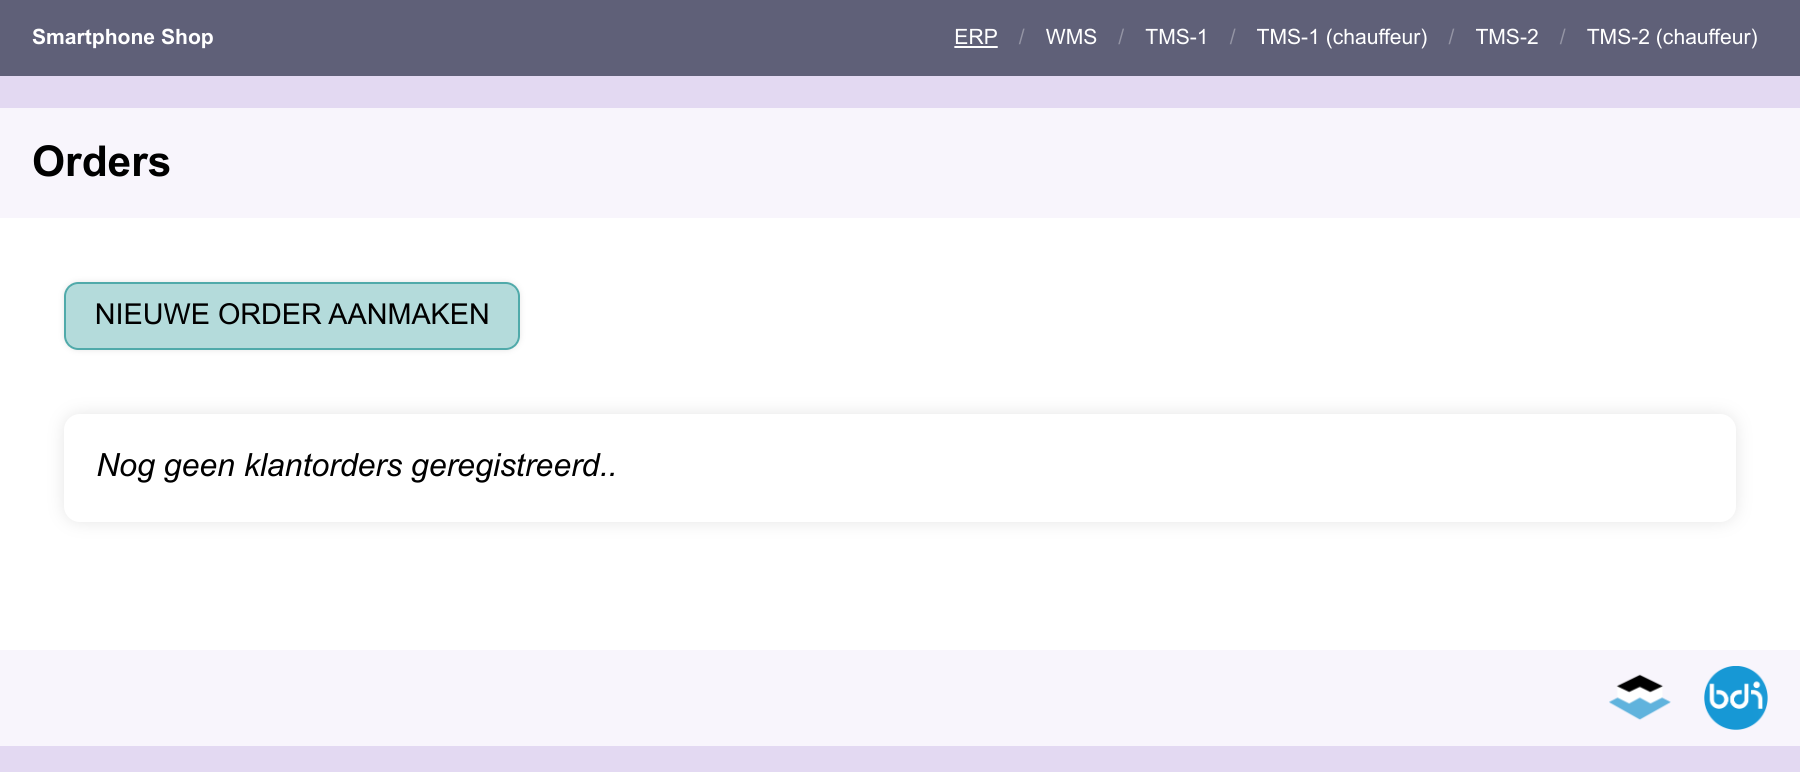 Smartphone Shop
ERP / WMS / TMS-1 / TMS-1 (chauffeur) / TMS-2 / TMS-2 (chauffeur)
Orders
NIEUWE ORDER AANMAKEN
Nog geen klantorders geregistreerd..
bdi